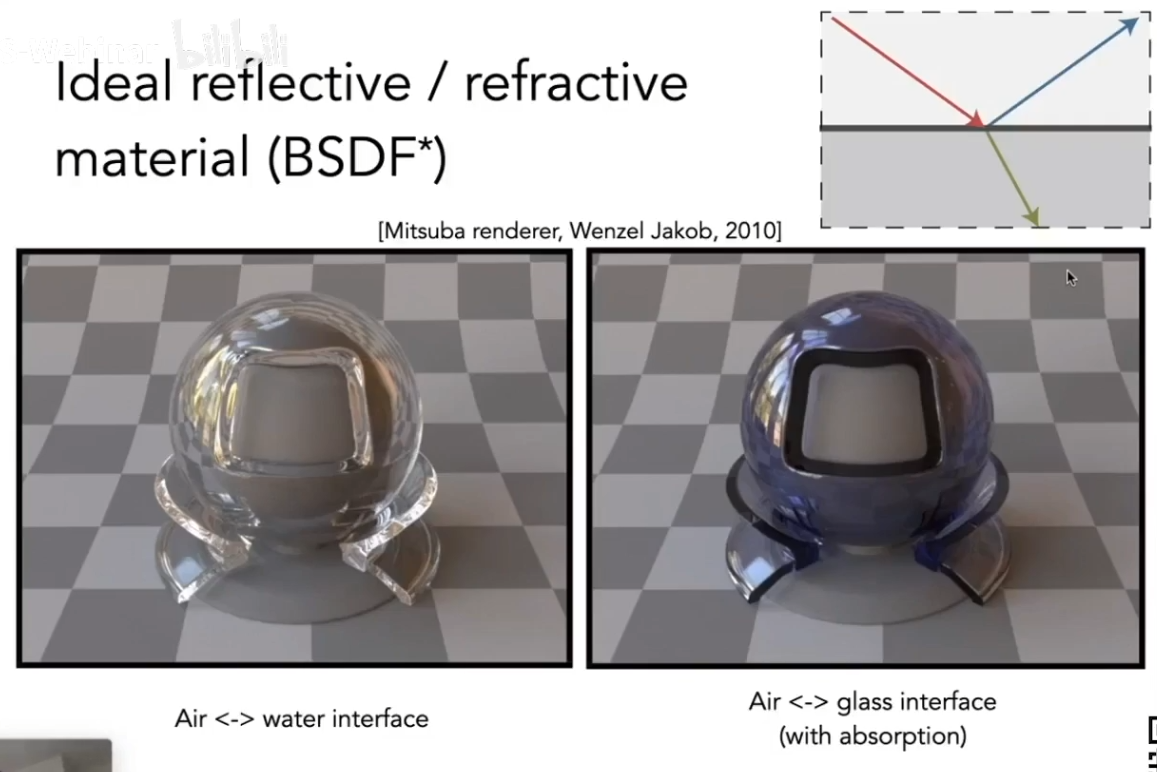 s-Webinar bilibili
Ideal reflective / refractive
material (BSDF*)
[Mitsuba renderer, Wenzel Jakob, 2010]
Air <-> water interface
Air <-> glass interface
(with absorption)